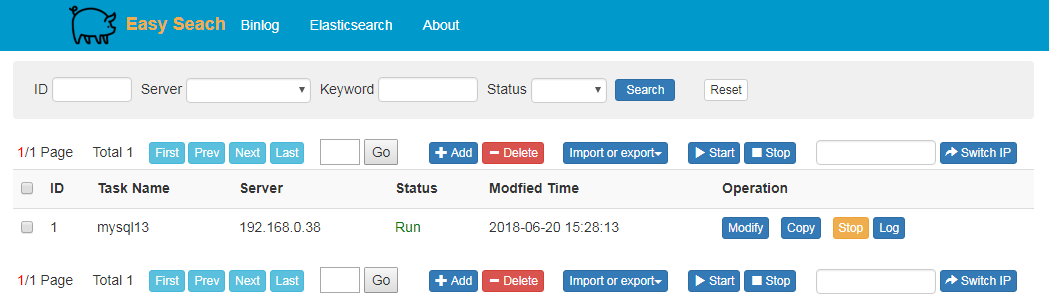 Easy Seach Binlog Elasticsearch About
ID Server Keyword Status Search Reset
1/1 Page Total 1 First Prev Next Last Go Add Delete Import or export Start Stop Switch IP
ID Task Name Server Status Modfied Time Operation
1 mysql13 192.168.0.38 Run 2018-06-20 15:28:13 Modify Copy Stop Log
1/1 Page Total 1 First Prev Next Last Go Add Delete Import or export Start Stop Switch IP